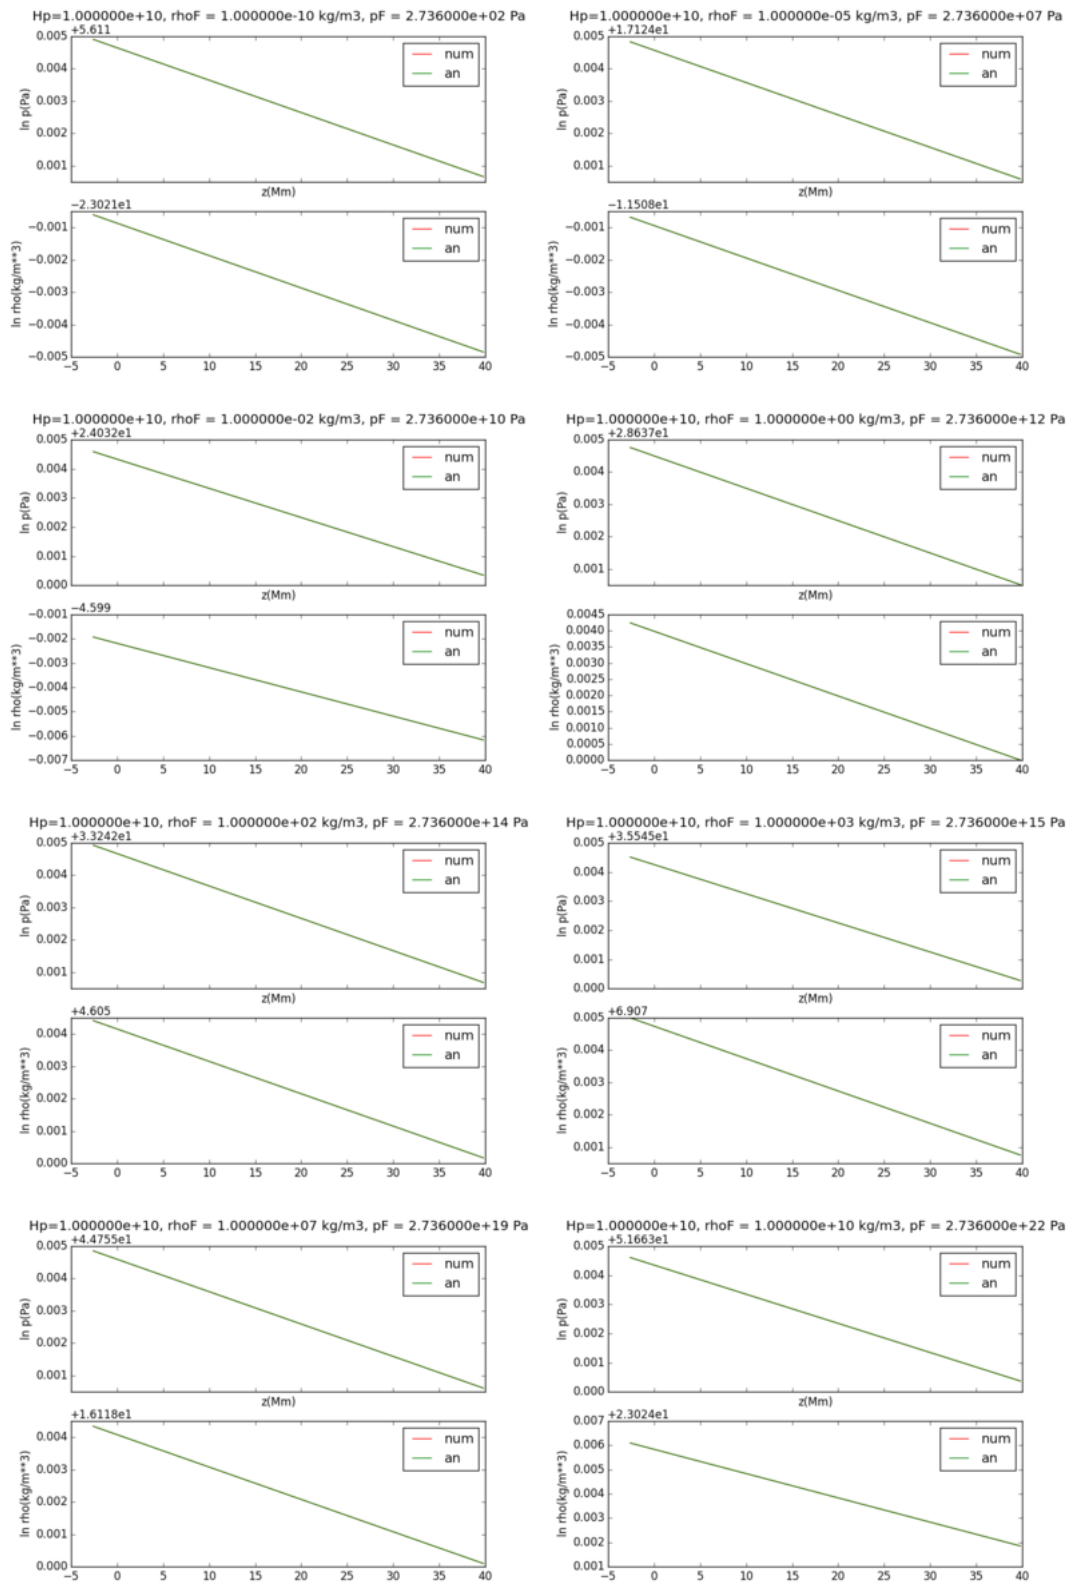 Hp=1.000000e+10, rhoF = 1.000000e-10 kg/m3, pF = 2.736000e+02 Pa
+5.611
0.005
0.004
0.003
0.002
0.001
ln p(Pa)
num
an
z(Mm)
−2.3021e1
−0.001
−0.002
−0.003
−0.004
−0.005
ln rho(kg/m**3)
num
an
−5 0 5 10 15 20 25 30 35 40
Hp=1.000000e+10, rhoF = 1.000000e-05 kg/m3, pF = 2.736000e+07 Pa
+1.7124e1
0.005
0.004
0.003
0.002
0.001
ln p(Pa)
num
an
z(Mm)
−1.1508e1
−0.001
−0.002
−0.003
−0.004
−0.005
ln rho(kg/m**3)
num
an
−5 0 5 10 15 20 25 30 35 40
Hp=1.000000e+10, rhoF = 1.000000e-02 kg/m3, pF = 2.736000e+10 Pa
+2.4032e1
0.005
0.004
0.003
0.002
0.001
0.000
ln p(Pa)
num
an
z(Mm)
−4.599
−0.001
−0.002
−0.003
−0.004
−0.005
−0.006
−0.007
ln rho(kg/m**3)
num
an
−5 0 5 10 15 20 25 30 35 40
Hp=1.000000e+10, rhoF = 1.000000e+00 kg/m3, pF = 2.736000e+12 Pa
+2.8637e1
0.005
0.004
0.003
0.002
0.001
ln p(Pa)
num
an
z(Mm)
0.0045
0.0040
0.0035
0.0030
0.0025
0.0020
0.0015
0.0010
0.0005
0.0000
ln rho(kg/m**3)
num
an
−5 0 5 10 15 20 25 30 35 40
Hp=1.000000e+10, rhoF = 1.000000e+02 kg/m3, pF = 2.736000e+14 Pa
+3.3242e1
0.005
0.004
0.003
0.002
0.001
ln p(Pa)
num
an
z(Mm)
+4.605
0.004
0.003
0.002
0.001
0.000
ln rho(kg/m**3)
num
an
−5 0 5 10 15 20 25 30 35 40
Hp=1.000000e+10, rhoF = 1.000000e+03 kg/m3, pF = 2.736000e+15 Pa
+3.5545e1
0.005
0.004
0.003
0.002
0.001
0.000
ln p(Pa)
num
an
z(Mm)
+6.907
0.005
0.004
0.003
0.002
0.001
ln rho(kg/m**3)
num
an
−5 0 5 10 15 20 25 30 35 40
Hp=1.000000e+10, rhoF = 1.000000e+07 kg/m3, pF = 2.736000e+19 Pa
+4.4755e1
0.005
0.004
0.003
0.002
0.001
ln p(Pa)
num
an
z(Mm)
+1.6118e1
0.004
0.003
0.002
0.001
0.000
ln rho(kg/m**3)
num
an
−5 0 5 10 15 20 25 30 35 40
Hp=1.000000e+10, rhoF = 1.000000e+10 kg/m3, pF = 2.736000e+22 Pa
+5.1663e1
0.005
0.004
0.003
0.002
0.001
0.000
ln p(Pa)
num
an
z(Mm)
+2.3024e1
0.007
0.006
0.005
0.004
0.003
0.002
0.001
ln rho(kg/m**3)
num
an
−5 0 5 10 15 20 25 30 35 40